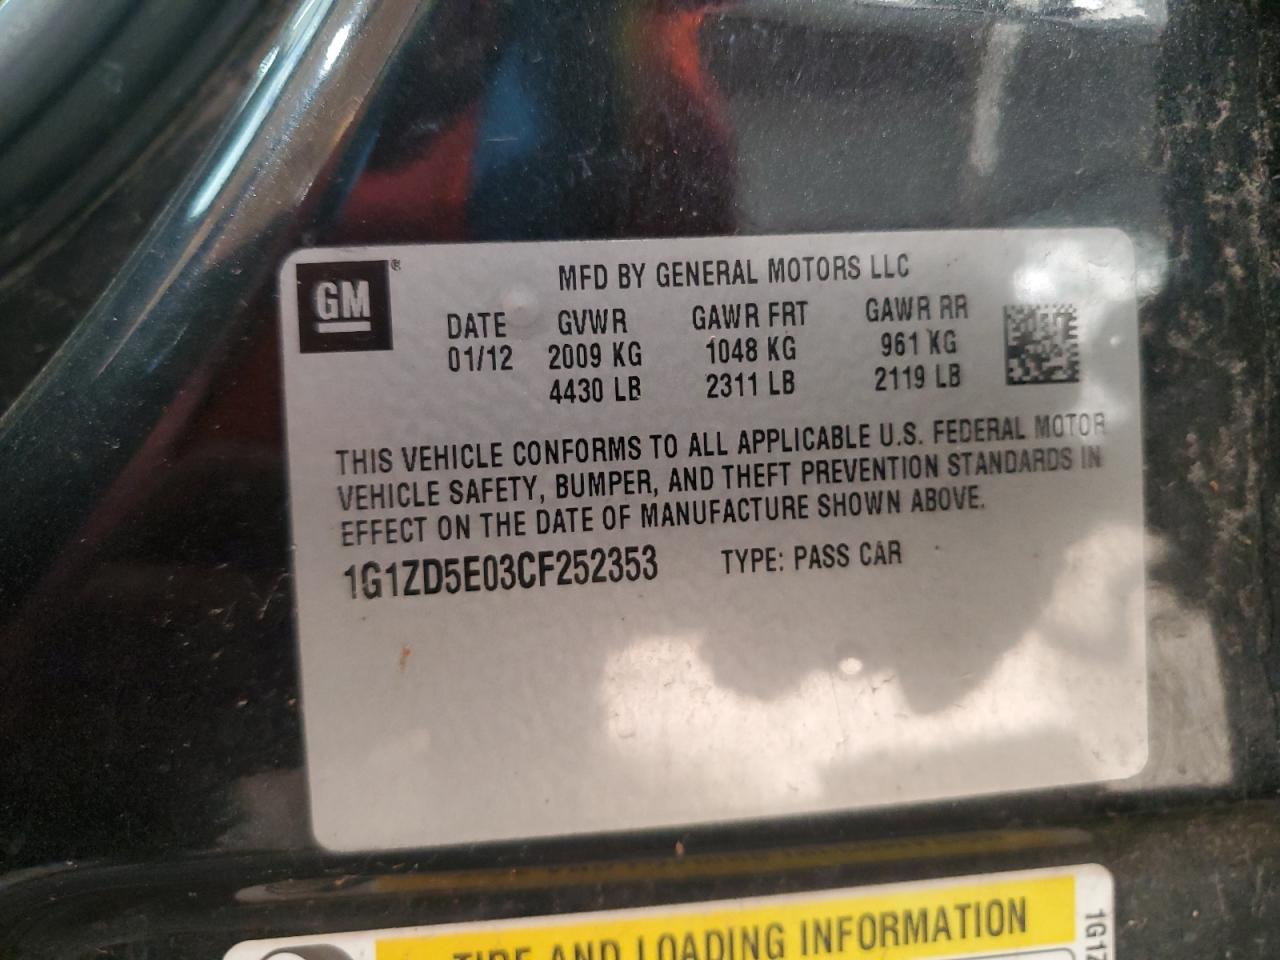 GM®
MFD BY GENERAL MOTORS LLC
DATE GVWR GAWR FRT GAWR RR
01/12 2009 KG 1048 KG 961 KG
4430 LB 2311 LB 2119 LB
THIS VEHICLE CONFORMS TO ALL APPLICABLE U.S. FEDERAL MOTOR
VEHICLE SAFETY, BUMPER, AND THEFT PREVENTION STANDARDS IN
EFFECT ON THE DATE OF MANUFACTURE SHOWN ABOVE.
1G1ZD5E03CF252353 TYPE: PASS CAR
TIRE AND LOADING INFORMATION